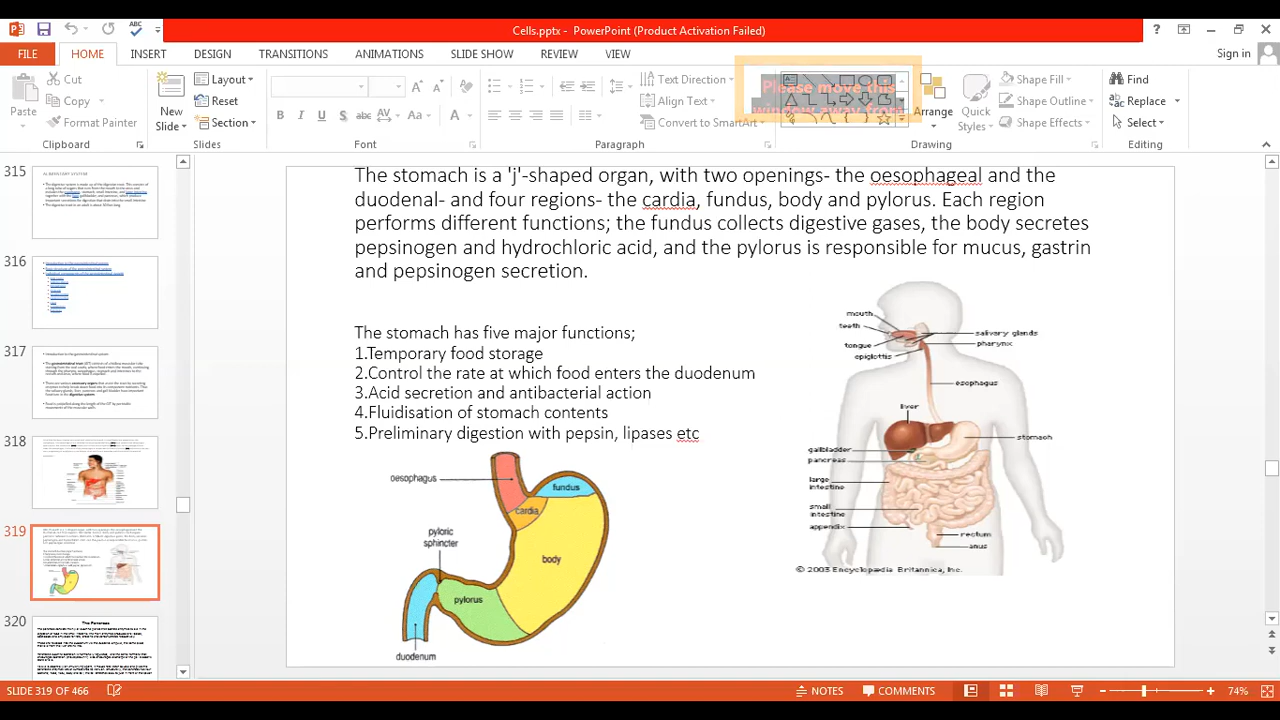 Cells.pptx - PowerPoint (Product Activation Failed)
FILE HOME INSERT DESIGN TRANSITIONS ANIMATIONS SLIDE SHOW REVIEW VIEW Sign in
Paste Cut Copy Format Painter
New Slide Layout Reset Section
Text Direction Align Text Convert to SmartArt
Please move this
window away from
Arrange Quick Styles Shape Fill Shape Outline Shape Effects
Find Replace Select
Clipboard Slides Font Paragraph Drawing Editing
315
316
317
318
319
320
The Pancreas
The stomach is a 'j'-shaped organ, with two openings- the oesophageal and the
duodenal- and four regions- the cardia, fundus, body and pylorus. Each region
performs different functions; the fundus collects digestive gases, the body secretes
pepsinogen and hydrochloric acid, and the pylorus is responsible for mucus, gastrin
and pepsinogen secretion.
The stomach has five major functions;
1.Temporary food storage
2.Control the rate at which food enters the duodenum
3.Acid secretion and antibacterial action
4.Fluidisation of stomach contents
5.Preliminary digestion with pepsin, lipases etc
oesophagus
fundus
cardia
pyloric
sphincter
body
pylorus
duodenum
mouth
teeth
tongue
epiglottis
salivary glands
pharynx
esophagus
liver
stomach
gallbladder
pancreas
large
intestine
small
intestine
appendix
rectum
anus
© 2003 Encyclopædia Britannica, Inc.
SLIDE 319 OF 466 NOTES COMMENTS 74%